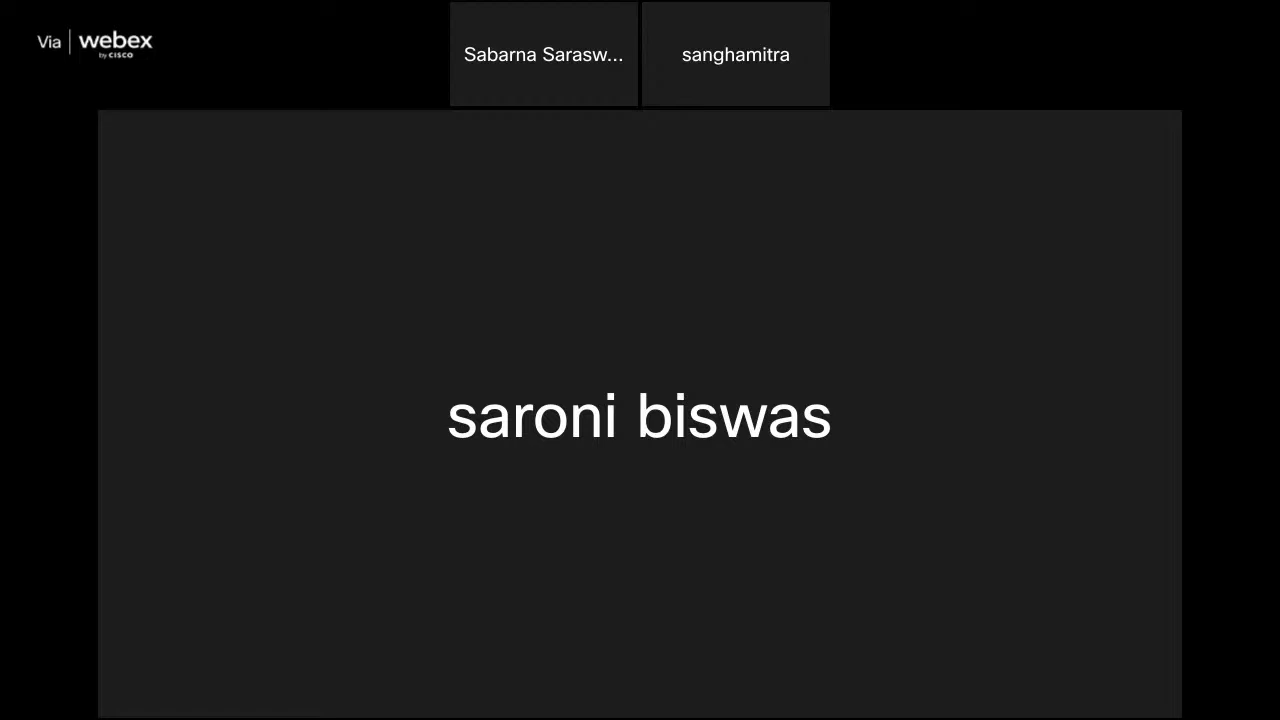 Via webex
by CISCO
Sabarna Sarasw...
sanghamitra
saroni biswas